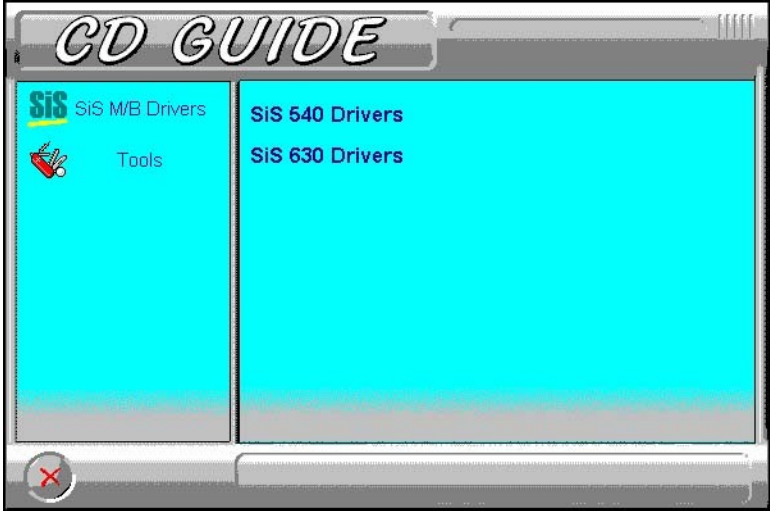 CD GUIDE
SiS SiS M/B Drivers
Tools
SiS 540 Drivers
SiS 630 Drivers